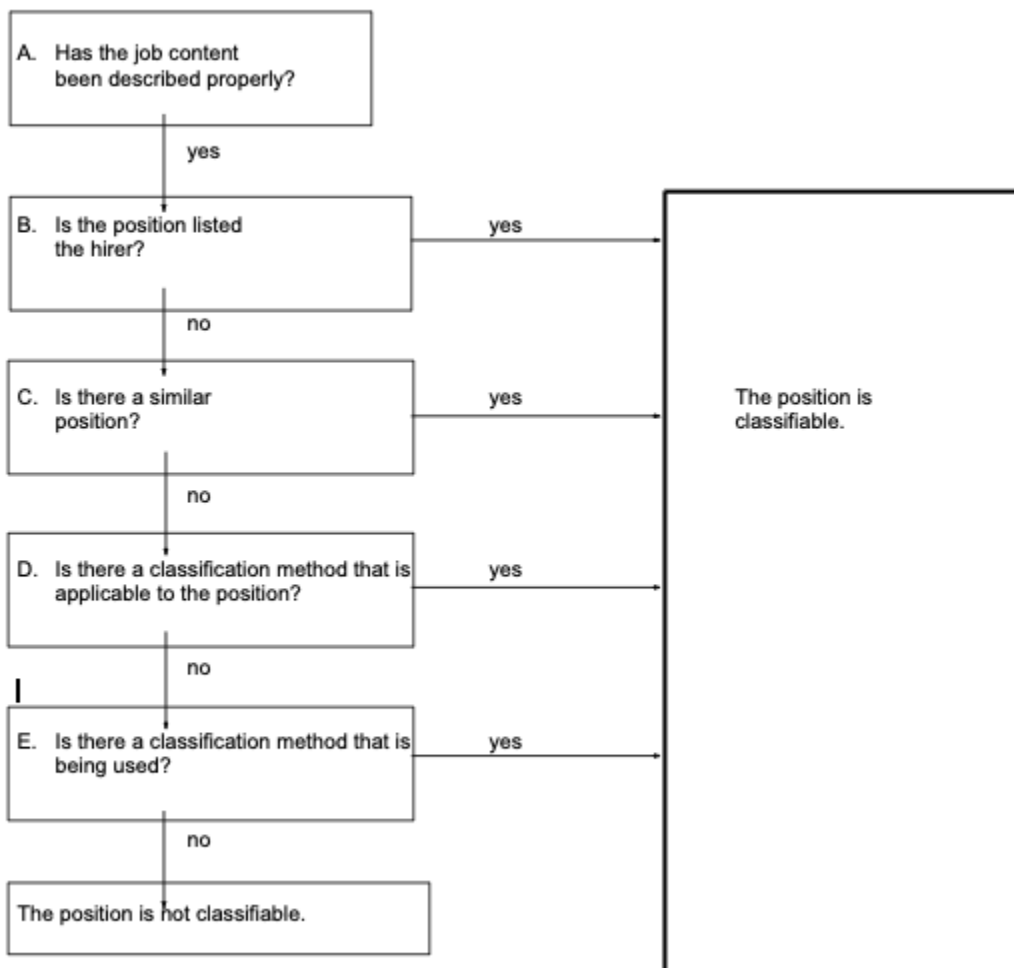 A. Has the job content
been described properly?
yes
B. Is the position listed
the hirer?
yes
no
C. Is there a similar
position?
yes
The position is
classifiable.
no
D. Is there a classification method that is
applicable to the position?
yes
no
E. Is there a classification method that is
being used?
yes
no
The position is not classifiable.